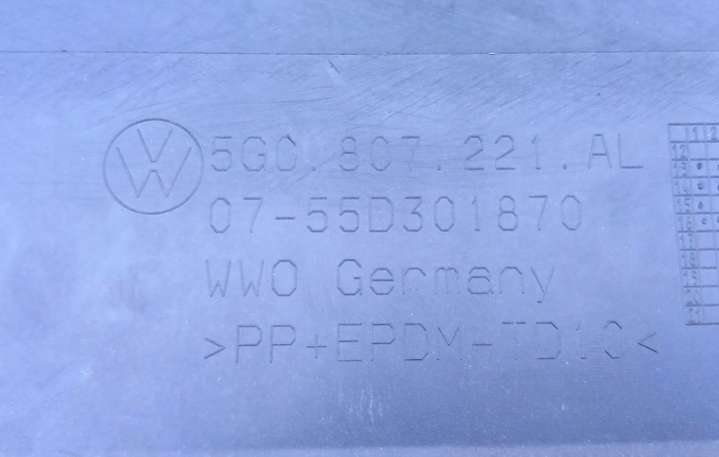 5G0.807.221.AL
07-55D301870
WWO Germany
>PP+EPDM-TD10<